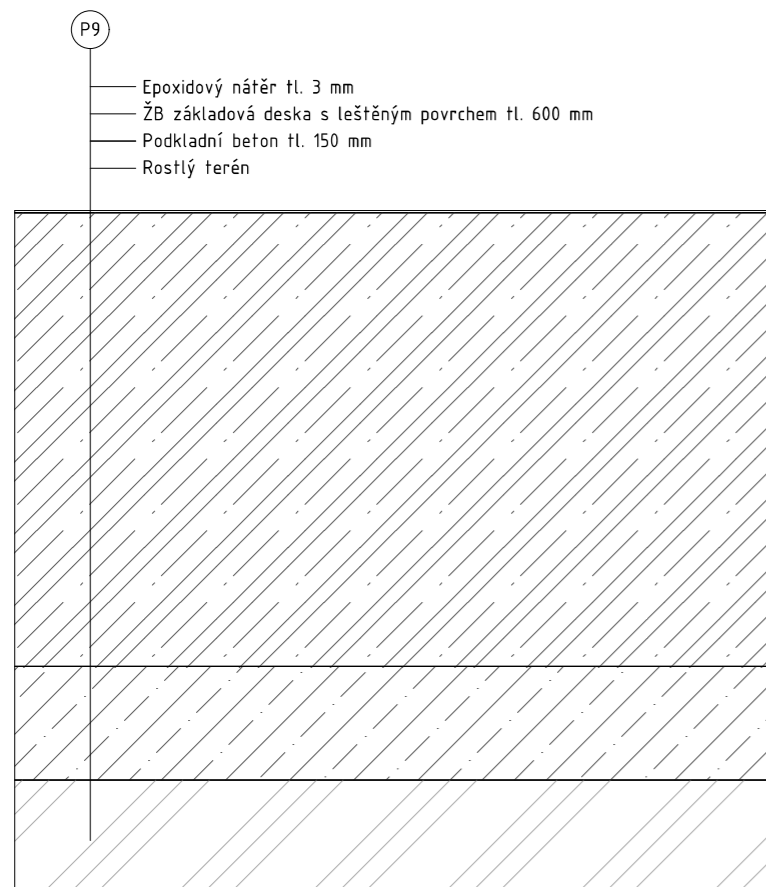 P9
Epoxidový nátěr tl. 3 mm
ŽB základová deska s leštěným povrchem tl. 600 mm
Podkladní beton tl. 150 mm
Rostlý terén